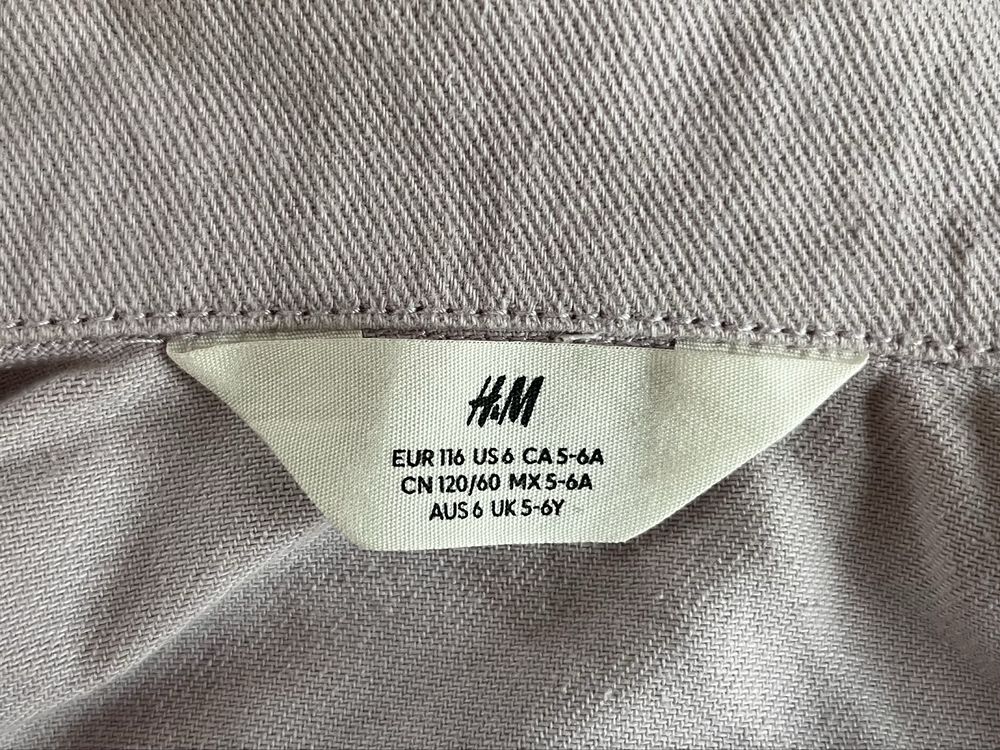 H&M
EUR 116 US 6 CA 5-6A
CN 120/60 MX 5-6A
AUS 6 UK 5-6Y